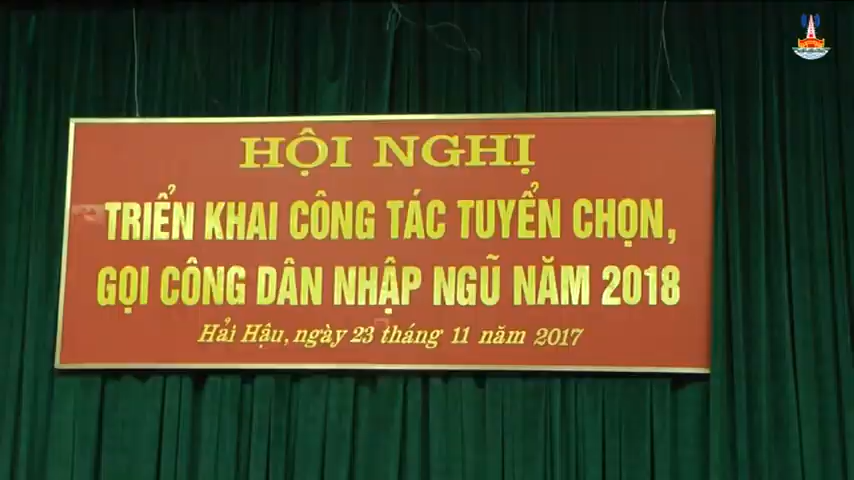 HỘI NGHỊ
TRIỂN KHAI CÔNG TÁC TUYỂN CHỌN,
GỌI CÔNG DÂN NHẬP NGŨ NĂM 2018
Hải Hậu, ngày 23 tháng 11 năm 2017